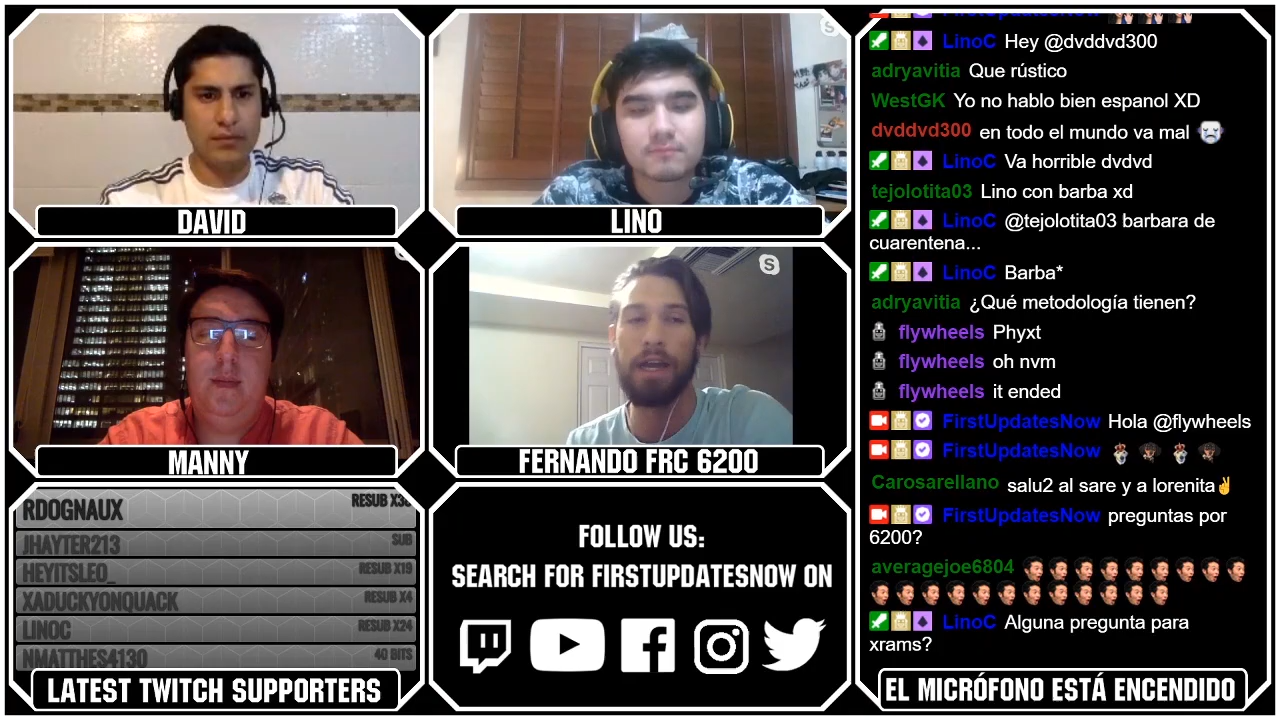 DAVID
LINO
MANNY
FERNANDO FRC 6200
RDOGNAUX RESUB X38
JHAYTER213 SUB
HEYITSLEO_ RESUB X19
XADUCKYONQUACK RESUB X4
LINOC RESUB X24
NMATTHES4130 40 BITS
LATEST TWITCH SUPPORTERS
FOLLOW US:
SEARCH FOR FIRSTUPDATESNOW ON
FirstUpdatesNow
LinoC Hey @dvddvd300
adryavitia Que rústico
WestGK Yo no hablo bien espanol XD
dvddvd300 en todo el mundo va mal
LinoC Va horrible dvdvd
tejolotita03 Lino con barba xd
LinoC @tejolotita03 barbara de
cuarentena...
LinoC Barba*
adryavitia ¿Qué metodología tienen?
flywheels Phyxt
flywheels oh nvm
flywheels it ended
FirstUpdatesNow Hola @flywheels
FirstUpdatesNow
Carosarellano salu2 al sare y a lorenita✌
FirstUpdatesNow preguntas por
6200?
averagejoe6804
LinoC Alguna pregunta para
xrams?
EL MICRÓFONO ESTÁ ENCENDIDO